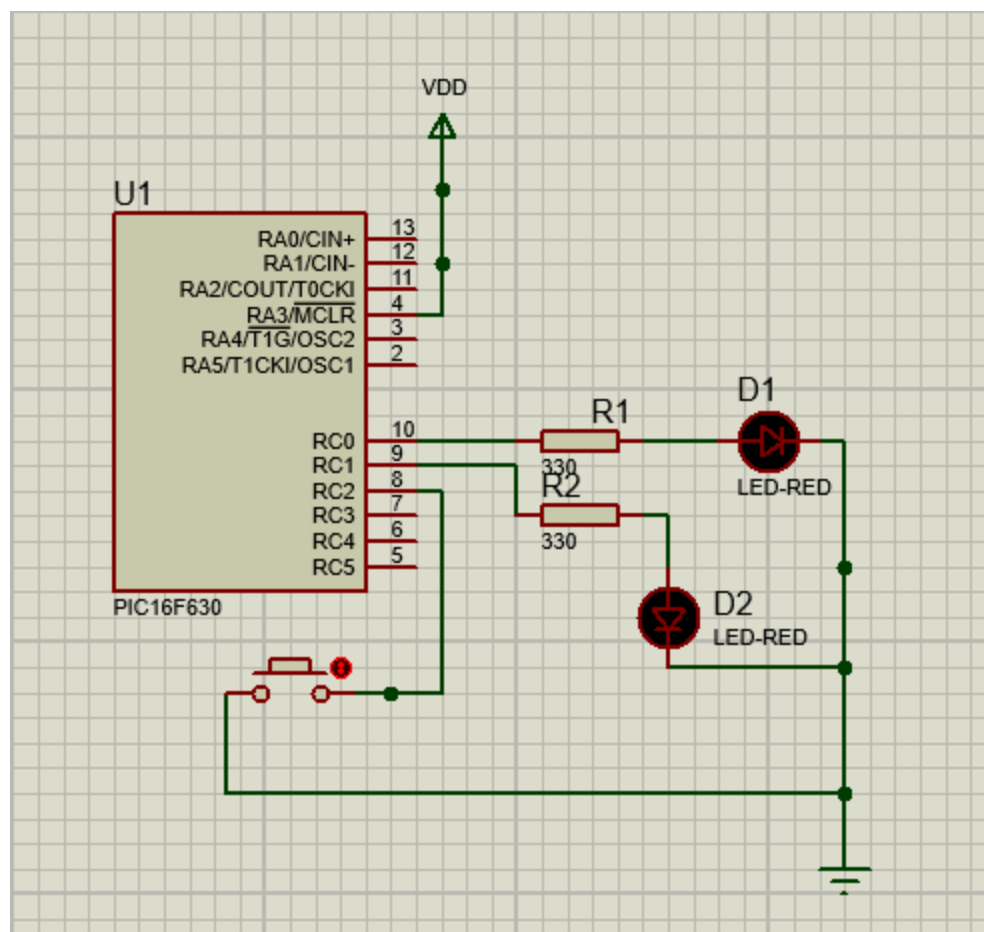 VDD
U1
RA0/CIN+
13
RA1/CIN-
12
RA2/COUT/T0CKI
11
RA3/MCLR
4
RA4/T1G/OSC2
3
RA5/T1CKI/OSC1
2
RC0
10
RC1
9
RC2
8
RC3
7
RC4
6
RC5
5
PIC16F630
R1
330
D1
LED-RED
R2
330
D2
LED-RED